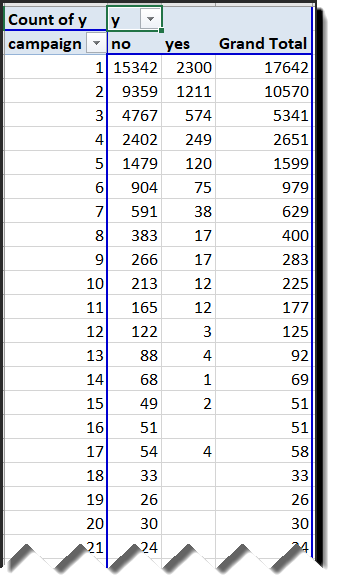 Count of y y
campaign no yes Grand Total
1 15342 2300 17642
2 9359 1211 10570
3 4767 574 5341
4 2402 249 2651
5 1479 120 1599
6 904 75 979
7 591 38 629
8 383 17 400
9 266 17 283
10 213 12 225
11 165 12 177
12 122 3 125
13 88 4 92
14 68 1 69
15 49 2 51
16 51 51
17 54 4 58
18 33 33
19 26 26
20 30 30
21 24 24